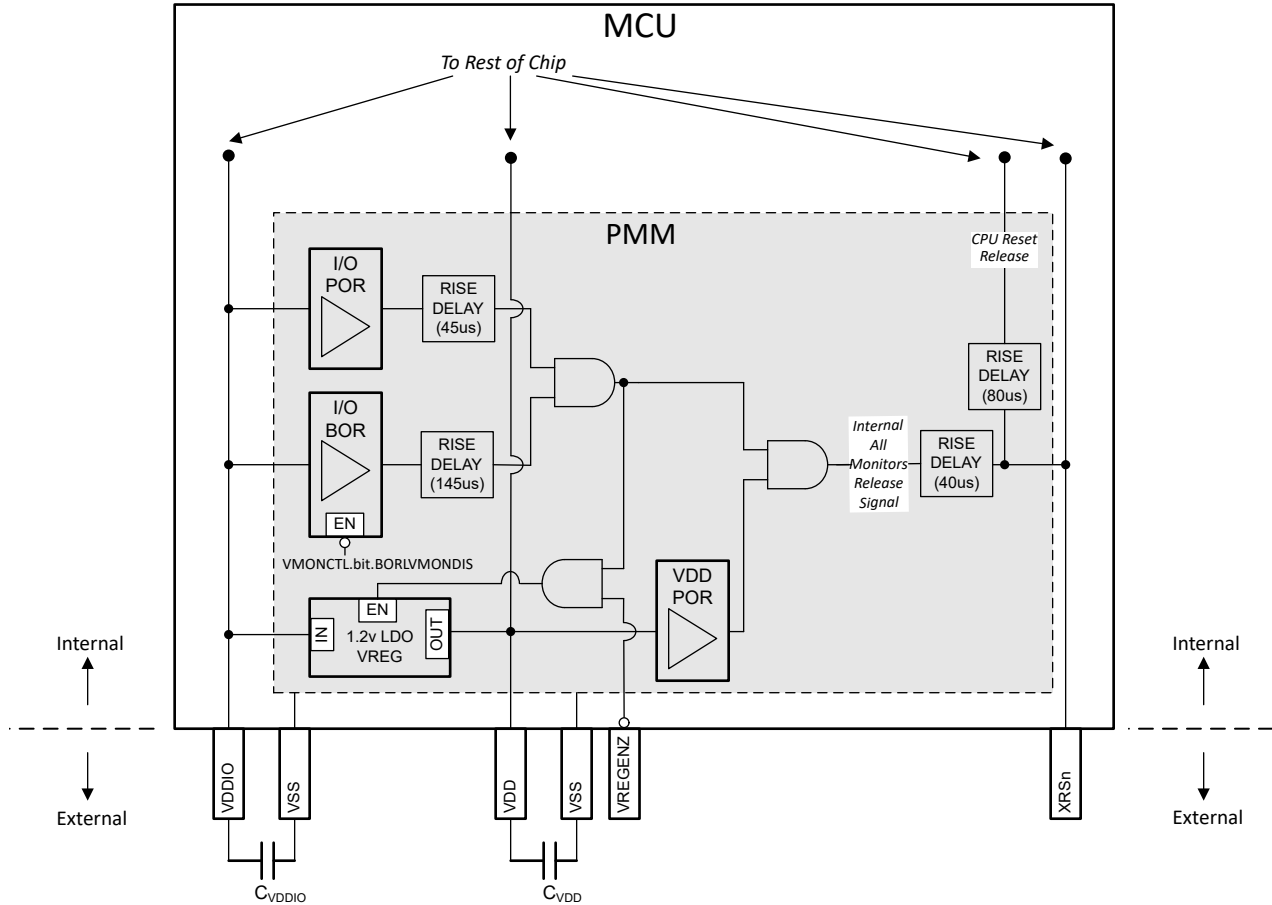 MCU
To Rest of Chip
PMM
CPU Reset
Release
I/O
POR
RISE
DELAY
(45us)
RISE
DELAY
(80us)
I/O
BOR
EN
RISE
DELAY
(145us)
VMONCTL.bit.BORLVMONDIS
Internal
All
Monitors
Release
Signal
RISE
DELAY
(40us)
EN
IN
1.2v LDO
VREG
OUT
VDD
POR
Internal
External
Internal
External
VDDIO
VSS
VDD
VSS
VREGENZ
XRSn
CVDDIO
CVDD